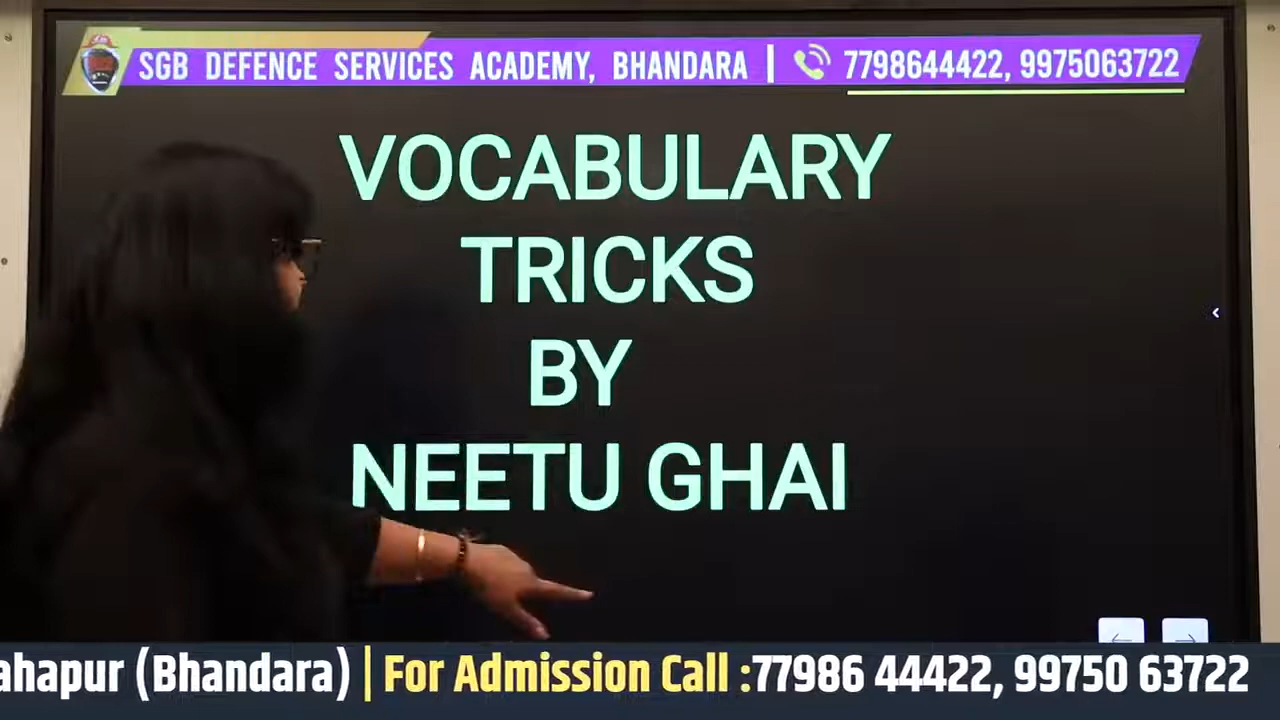 SGB DEFENCE SERVICES ACADEMY, BHANDARA | 7798644422, 9975063722
VOCABULARY
TRICKS
BY
NEETU GHAI
(Bhandara) | For Admission Call :77986 44422, 99750 63722